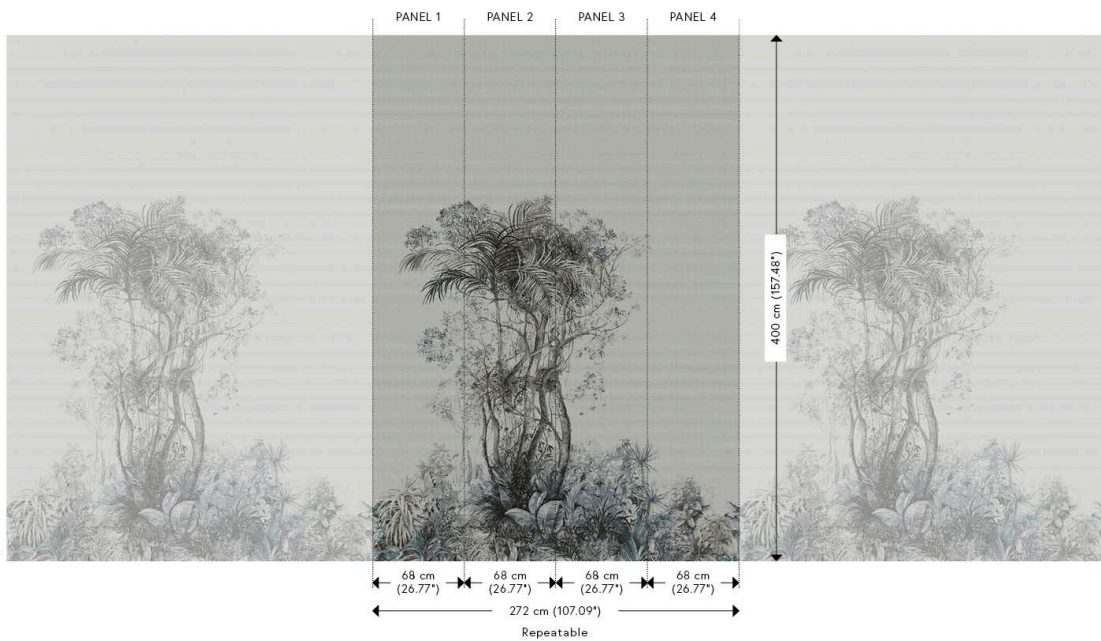 PANEL 1 PANEL 2 PANEL 3 PANEL 4
400 cm (157.48")
68 cm 68 cm 68 cm 68 cm
(26.77") (26.77") (26.77") (26.77")
272 cm (107.09")
Repeatable